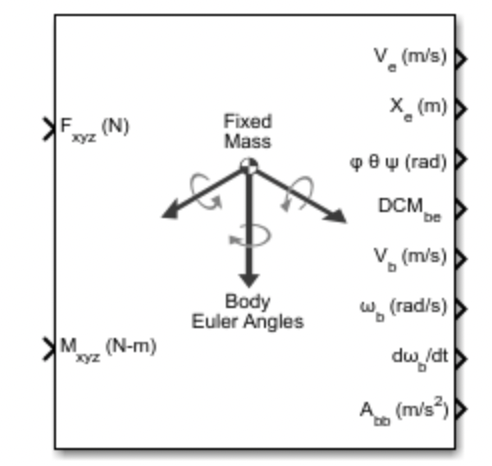 V_e (m/s)
X_e (m)
F_xyz (N)
Fixed
Mass
φ θ ψ (rad)
DCM_be
V_b (m/s)
Body
Euler Angles
ω_b (rad/s)
M_xyz (N-m)
dω_b/dt
A_bb (m/s²)